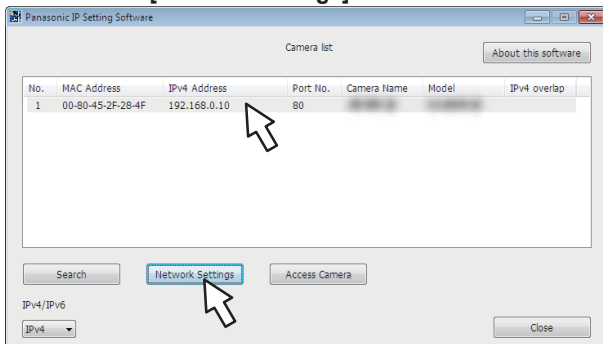 Panasonic IP Setting Software
Camera list
About this software
No. MAC Address IPv4 Address Port No. Camera Name Model IPv4 overlap
1 00-80-45-2F-28-4F 192.168.0.10 80
Search Network Settings Access Camera
IPv4/IPv6
IPv4 Close